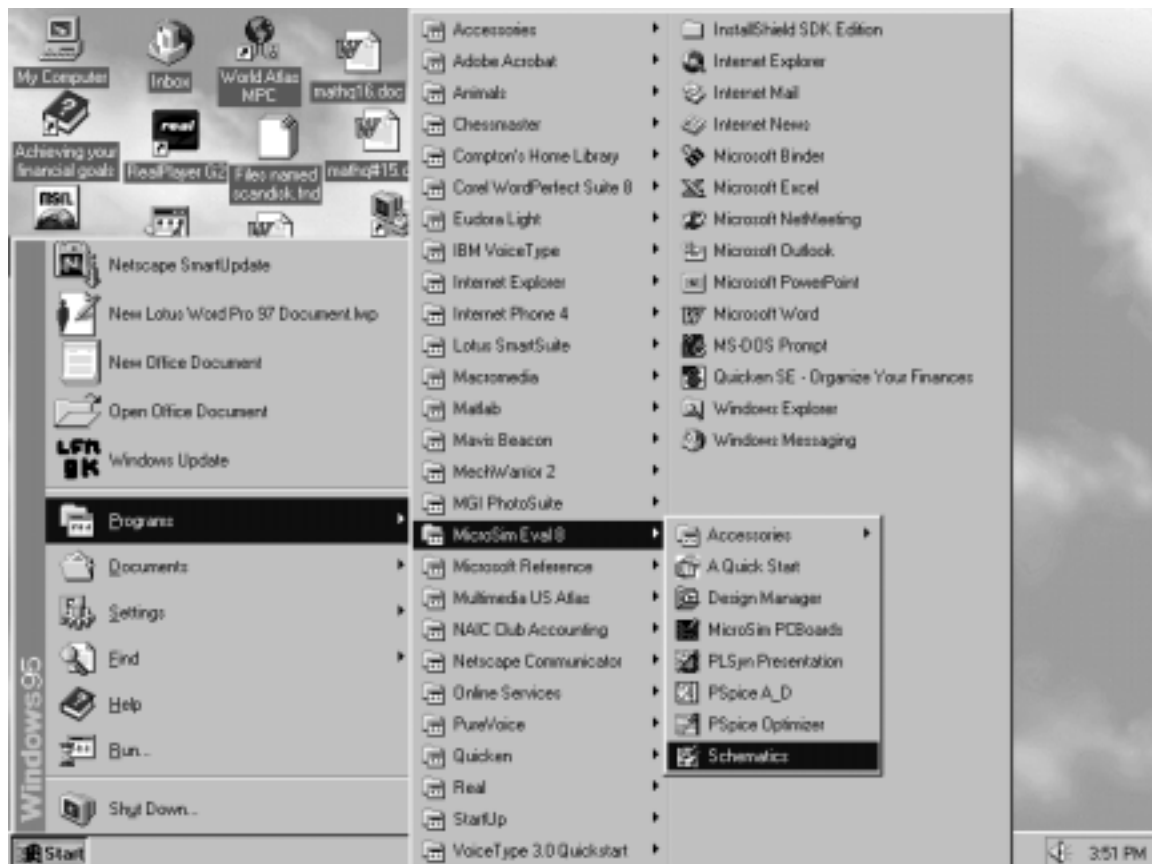 My Computer
Inbox
World Atlas
MPC
mathq16.doc
Achieving your
financial goals
real
RealPlayer G2
Files named
scandisk.fnd
mathq#15.d
msn
Netscape SmartUpdate
New Lotus Word Pro 97 Document.lwp
New Office Document
Open Office Document
Windows Update
Programs
Documents
Settings
Find
Help
Run...
Shut Down...
Windows95
Start
Accessories
Adobe Acrobat
Animals
Chessmaster
Compton's Home Library
Corel WordPerfect Suite 8
Eudora Light
IBM VoiceType
Internet Explorer
Internet Phone 4
Lotus SmartSuite
Macromedia
Matlab
Mavis Beacon
MechWarrior 2
MGI PhotoSuite
MicroSim Eval 8
Microsoft Reference
Multimedia US Atlas
NAIC Club Accounting
Netscape Communicator
Online Services
PureVoice
Quicken
Real
StartUp
VoiceType 3.0 Quickstart
InstallShield SDK Edition
Internet Explorer
Internet Mail
Internet News
Microsoft Binder
Microsoft Excel
Microsoft NetMeeting
Microsoft Outlook
Microsoft PowerPoint
Microsoft Word
MS-DOS Prompt
Quicken SE - Organize Your Finances
Windows Explorer
Windows Messaging
Accessories
A Quick Start
Design Manager
MicroSim PCBoards
PLSyn Presentation
PSpice A_D
PSpice Optimizer
Schematics
3:51 PM